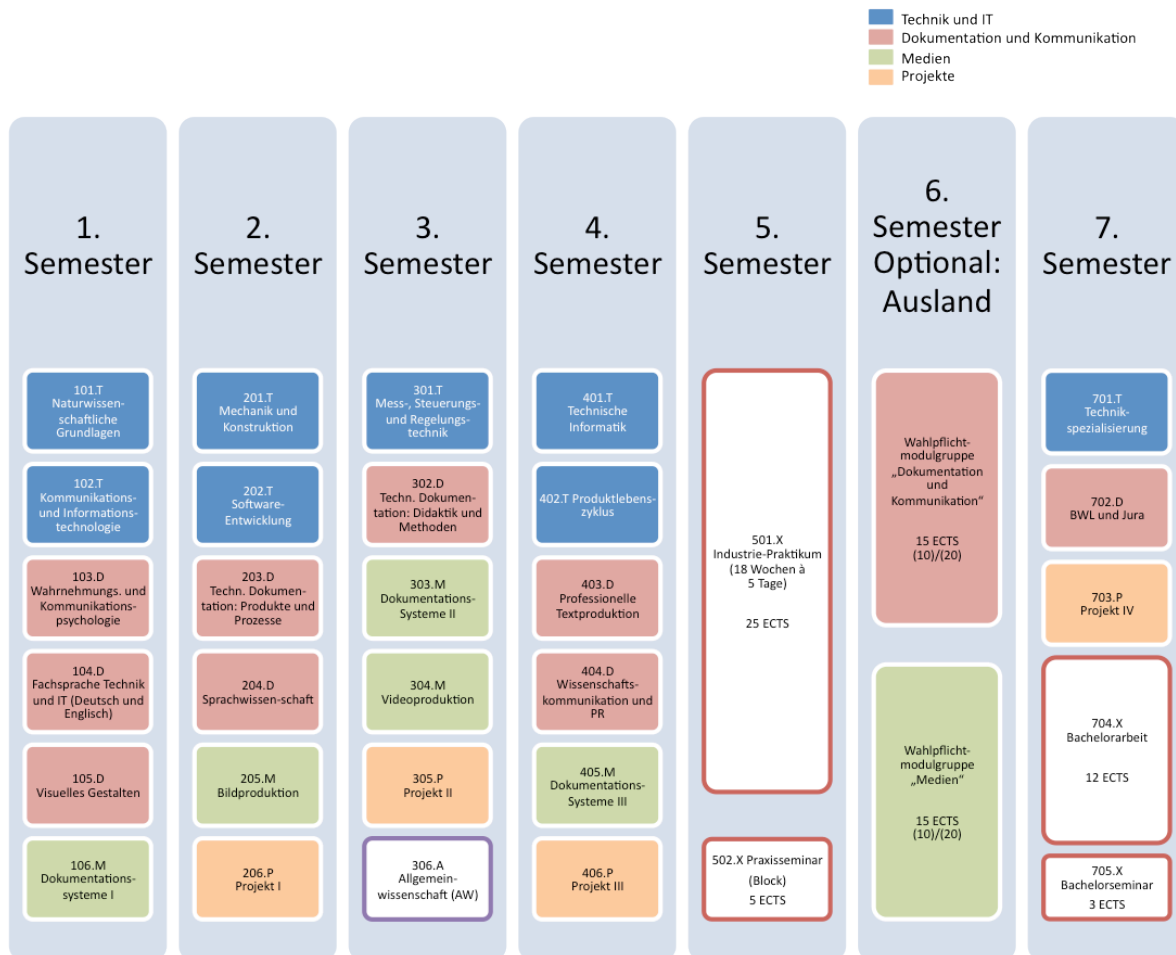 Technik und IT
Dokumentation und Kommunikation
Medien
Projekte
1.
Semester
101.T
Naturwissen-
schaftliche
Grundlagen
102.T
Kommunikations-
und Informations-
technologie
103.D
Wahrnehmungs. und
Kommunikations-
psychologie
104.D
Fachsprache Technik
und IT (Deutsch und
Englisch)
105.D
Visuelles Gestalten
106.M
Dokumentations-
systeme I
2.
Semester
201.T
Mechanik und
Konstruktion
202.T
Software-
Entwicklung
203.D
Techn. Dokumen-
tation: Produkte und
Prozesse
204.D
Sprachwissen-schaft
205.M
Bildproduktion
206.P
Projekt I
3.
Semester
301.T
Mess-, Steuerungs-
und Regelungs-
technik
302.D
Techn. Dokumen-
tation: Didaktik und
Methoden
303.M
Dokumentations-
Systeme II
304.M
Videoproduktion
305.P
Projekt II
306.A
Allgemein-
wissenschaft (AW)
4.
Semester
401.T
Technische
Informatik
402.T Produktlebens-
zyklus
403.D
Professionelle
Textproduktion
404.D
Wissenschafts-
kommunikation und
PR
405.M
Dokumentations-
Systeme III
406.P
Projekt III
5.
Semester
501.X
Industrie-Praktikum
(18 Wochen à
5 Tage)
25 ECTS
502.X Praxisseminar
(Block)
5 ECTS
6.
Semester
Optional:
Ausland
Wahlpflicht-
modulgruppe
„Dokumentation
und
Kommunikation“
15 ECTS
(10)/(20)
Wahlpflicht-
modulgruppe
„Medien“
15 ECTS
(10)/(20)
7.
Semester
701.T
Technik-
spezialisierung
702.D
BWL und Jura
703.P
Projekt IV
704.X
Bachelorarbeit
12 ECTS
705.X
Bachelorseminar
3 ECTS